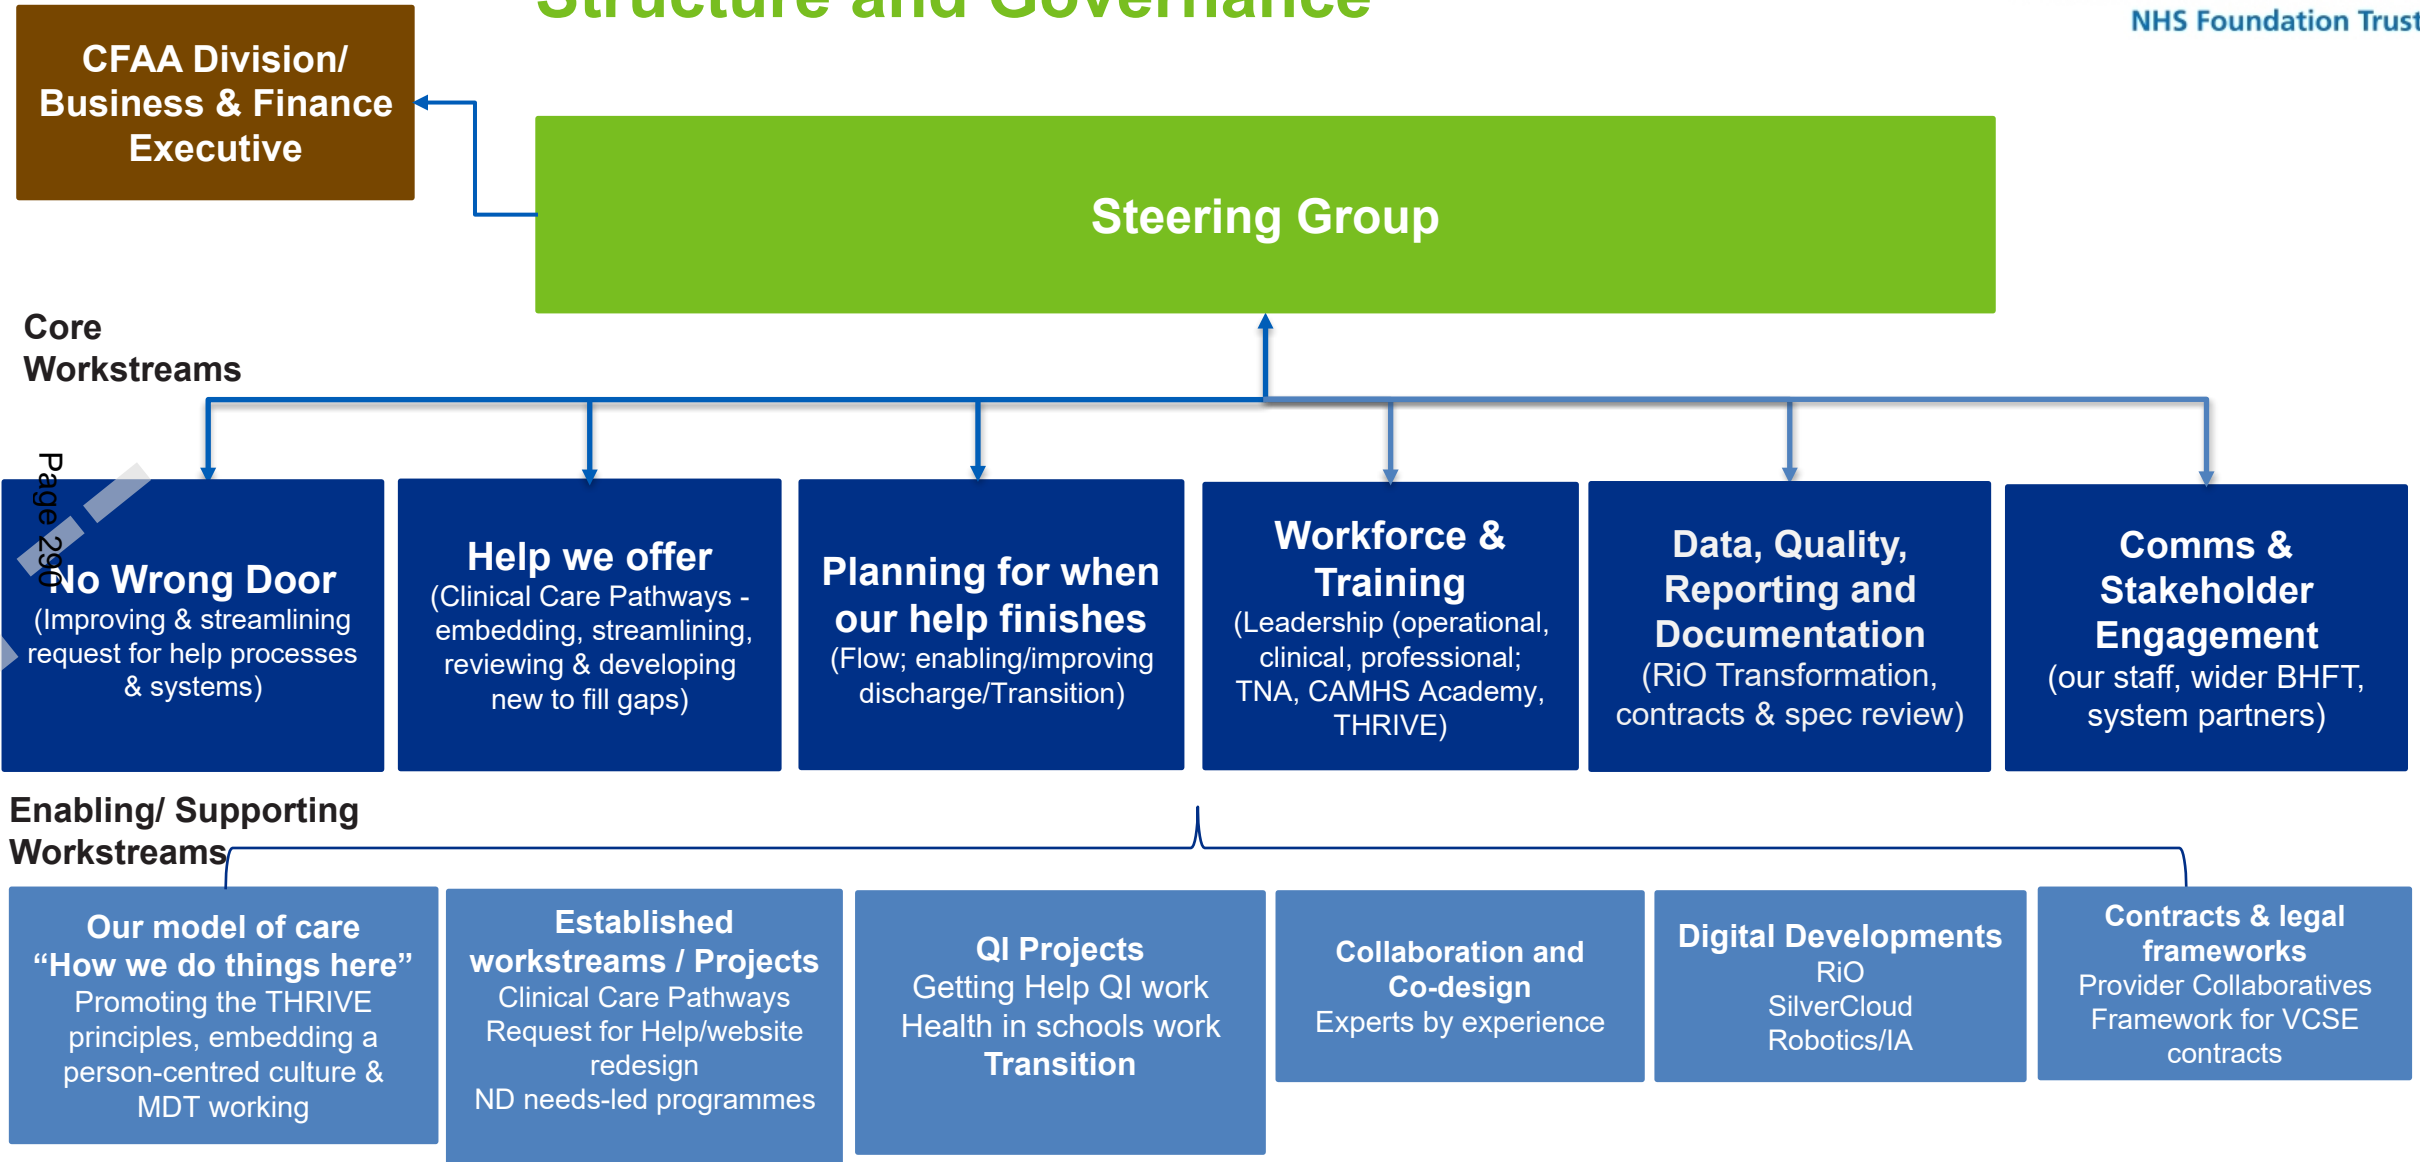 Structure and Governance
NHS Foundation Trust
CFAA Division/
Business & Finance
Executive
Steering Group
Core
Workstreams
Page 290
No Wrong Door
(Improving & streamlining
request for help processes
& systems)
Help we offer
(Clinical Care Pathways -
embedding, streamlining,
reviewing & developing
new to fill gaps)
Planning for when
our help finishes
(Flow; enabling/improving
discharge/Transition)
Workforce &
Training
(Leadership (operational,
clinical, professional;
TNA, CAMHS Academy,
THRIVE)
Data, Quality,
Reporting and
Documentation
(RiO Transformation,
contracts & spec review)
Comms &
Stakeholder
Engagement
(our staff, wider BHFT,
system partners)
Enabling/ Supporting
Workstreams
Our model of care
“How we do things here”
Promoting the THRIVE
principles, embedding a
person-centred culture &
MDT working
Established
workstreams / Projects
Clinical Care Pathways
Request for Help/website
redesign
ND needs-led programmes
QI Projects
Getting Help QI work
Health in schools work
Transition
Collaboration and
Co-design
Experts by experience
Digital Developments
RiO
SilverCloud
Robotics/IA
Contracts & legal
frameworks
Provider Collaboratives
Framework for VCSE
contracts